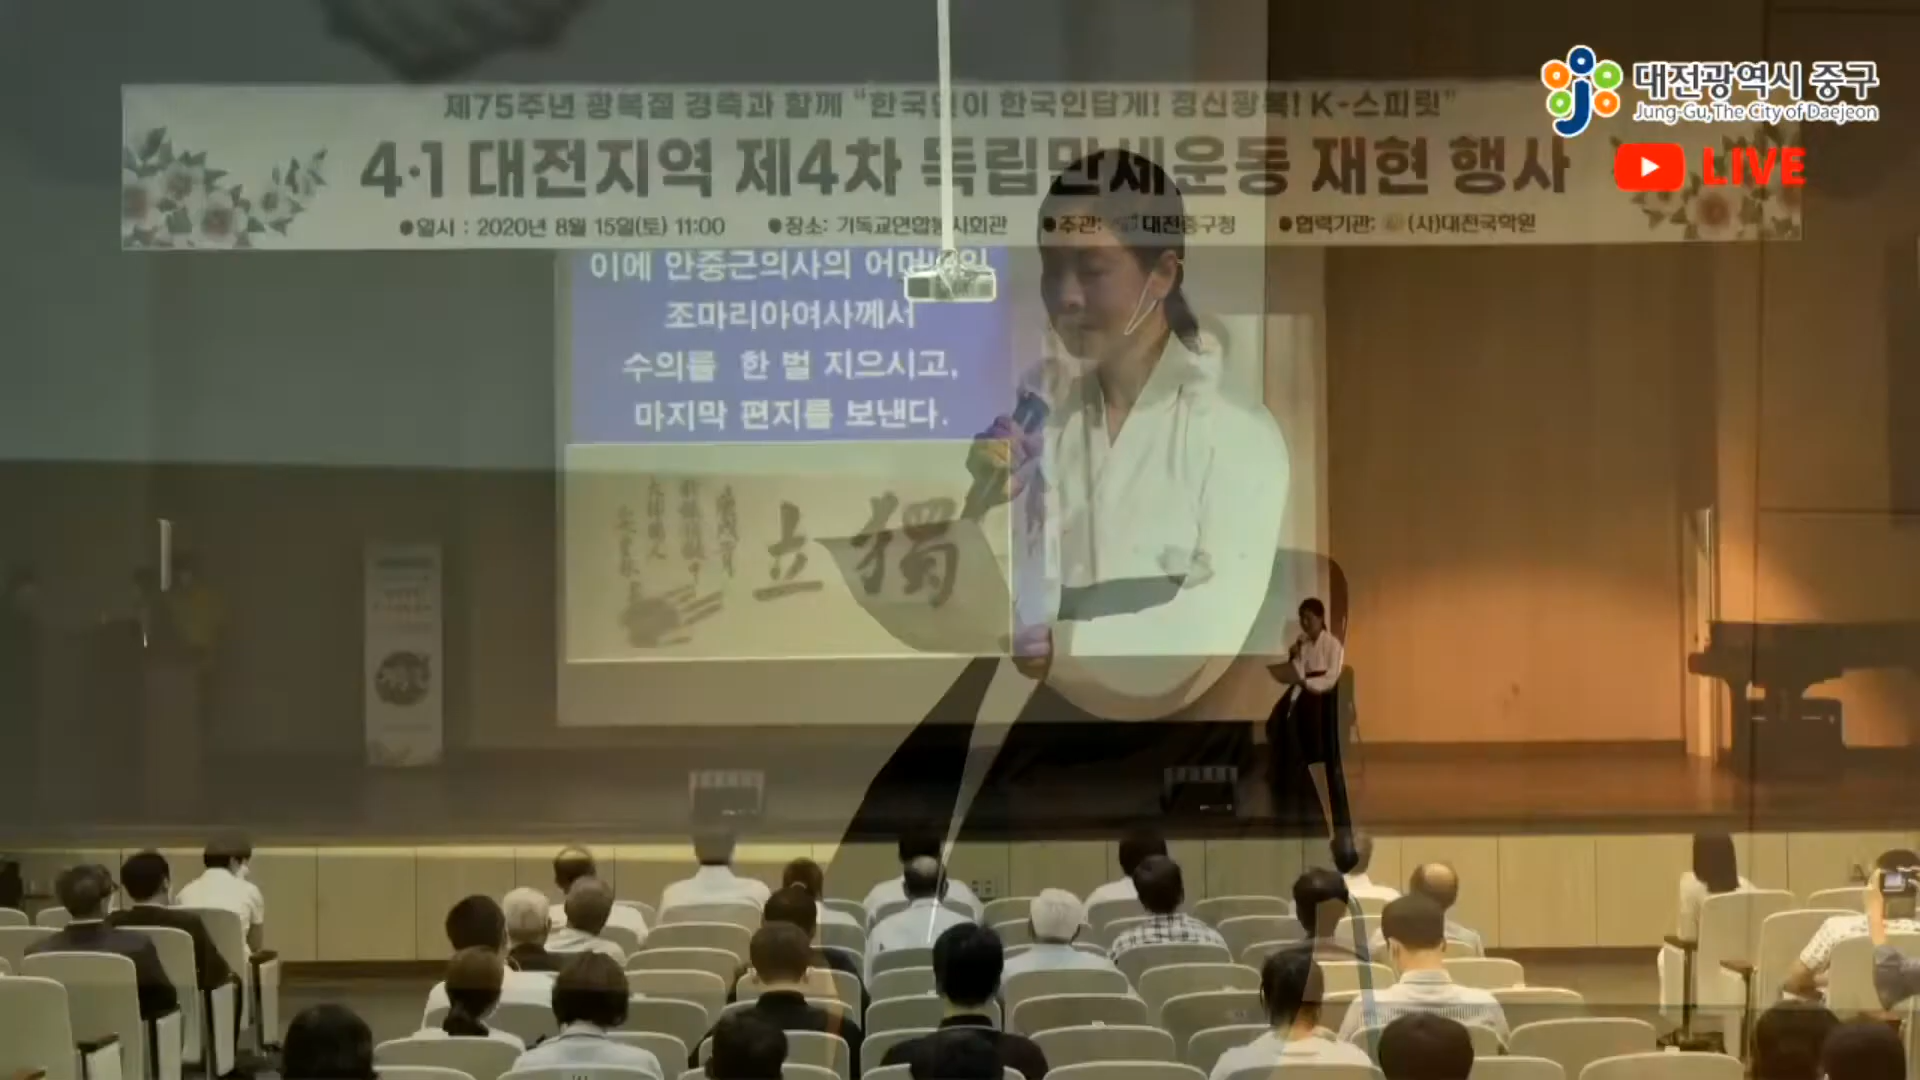 대전광역시 중구
Jung-Gu, The City of Daejeon
LIVE
제75주년 광복절 경축과 함께 "한국인이 한국인답게! 정신광복! K-스피릿"
4·1 대전지역 제4차 독립만세운동 재현 행사
●일시 : 2020년 8월 15일(토) 11:00 ●장소: 기독교연합봉사회관 ●주관: 대전중구청 ●협력기관: (사)대전국학원
이에 안중근의사의 어머니인
조마리아여사께서
수의를 한 벌 지으시고,
마지막 편지를 보낸다.
獨立